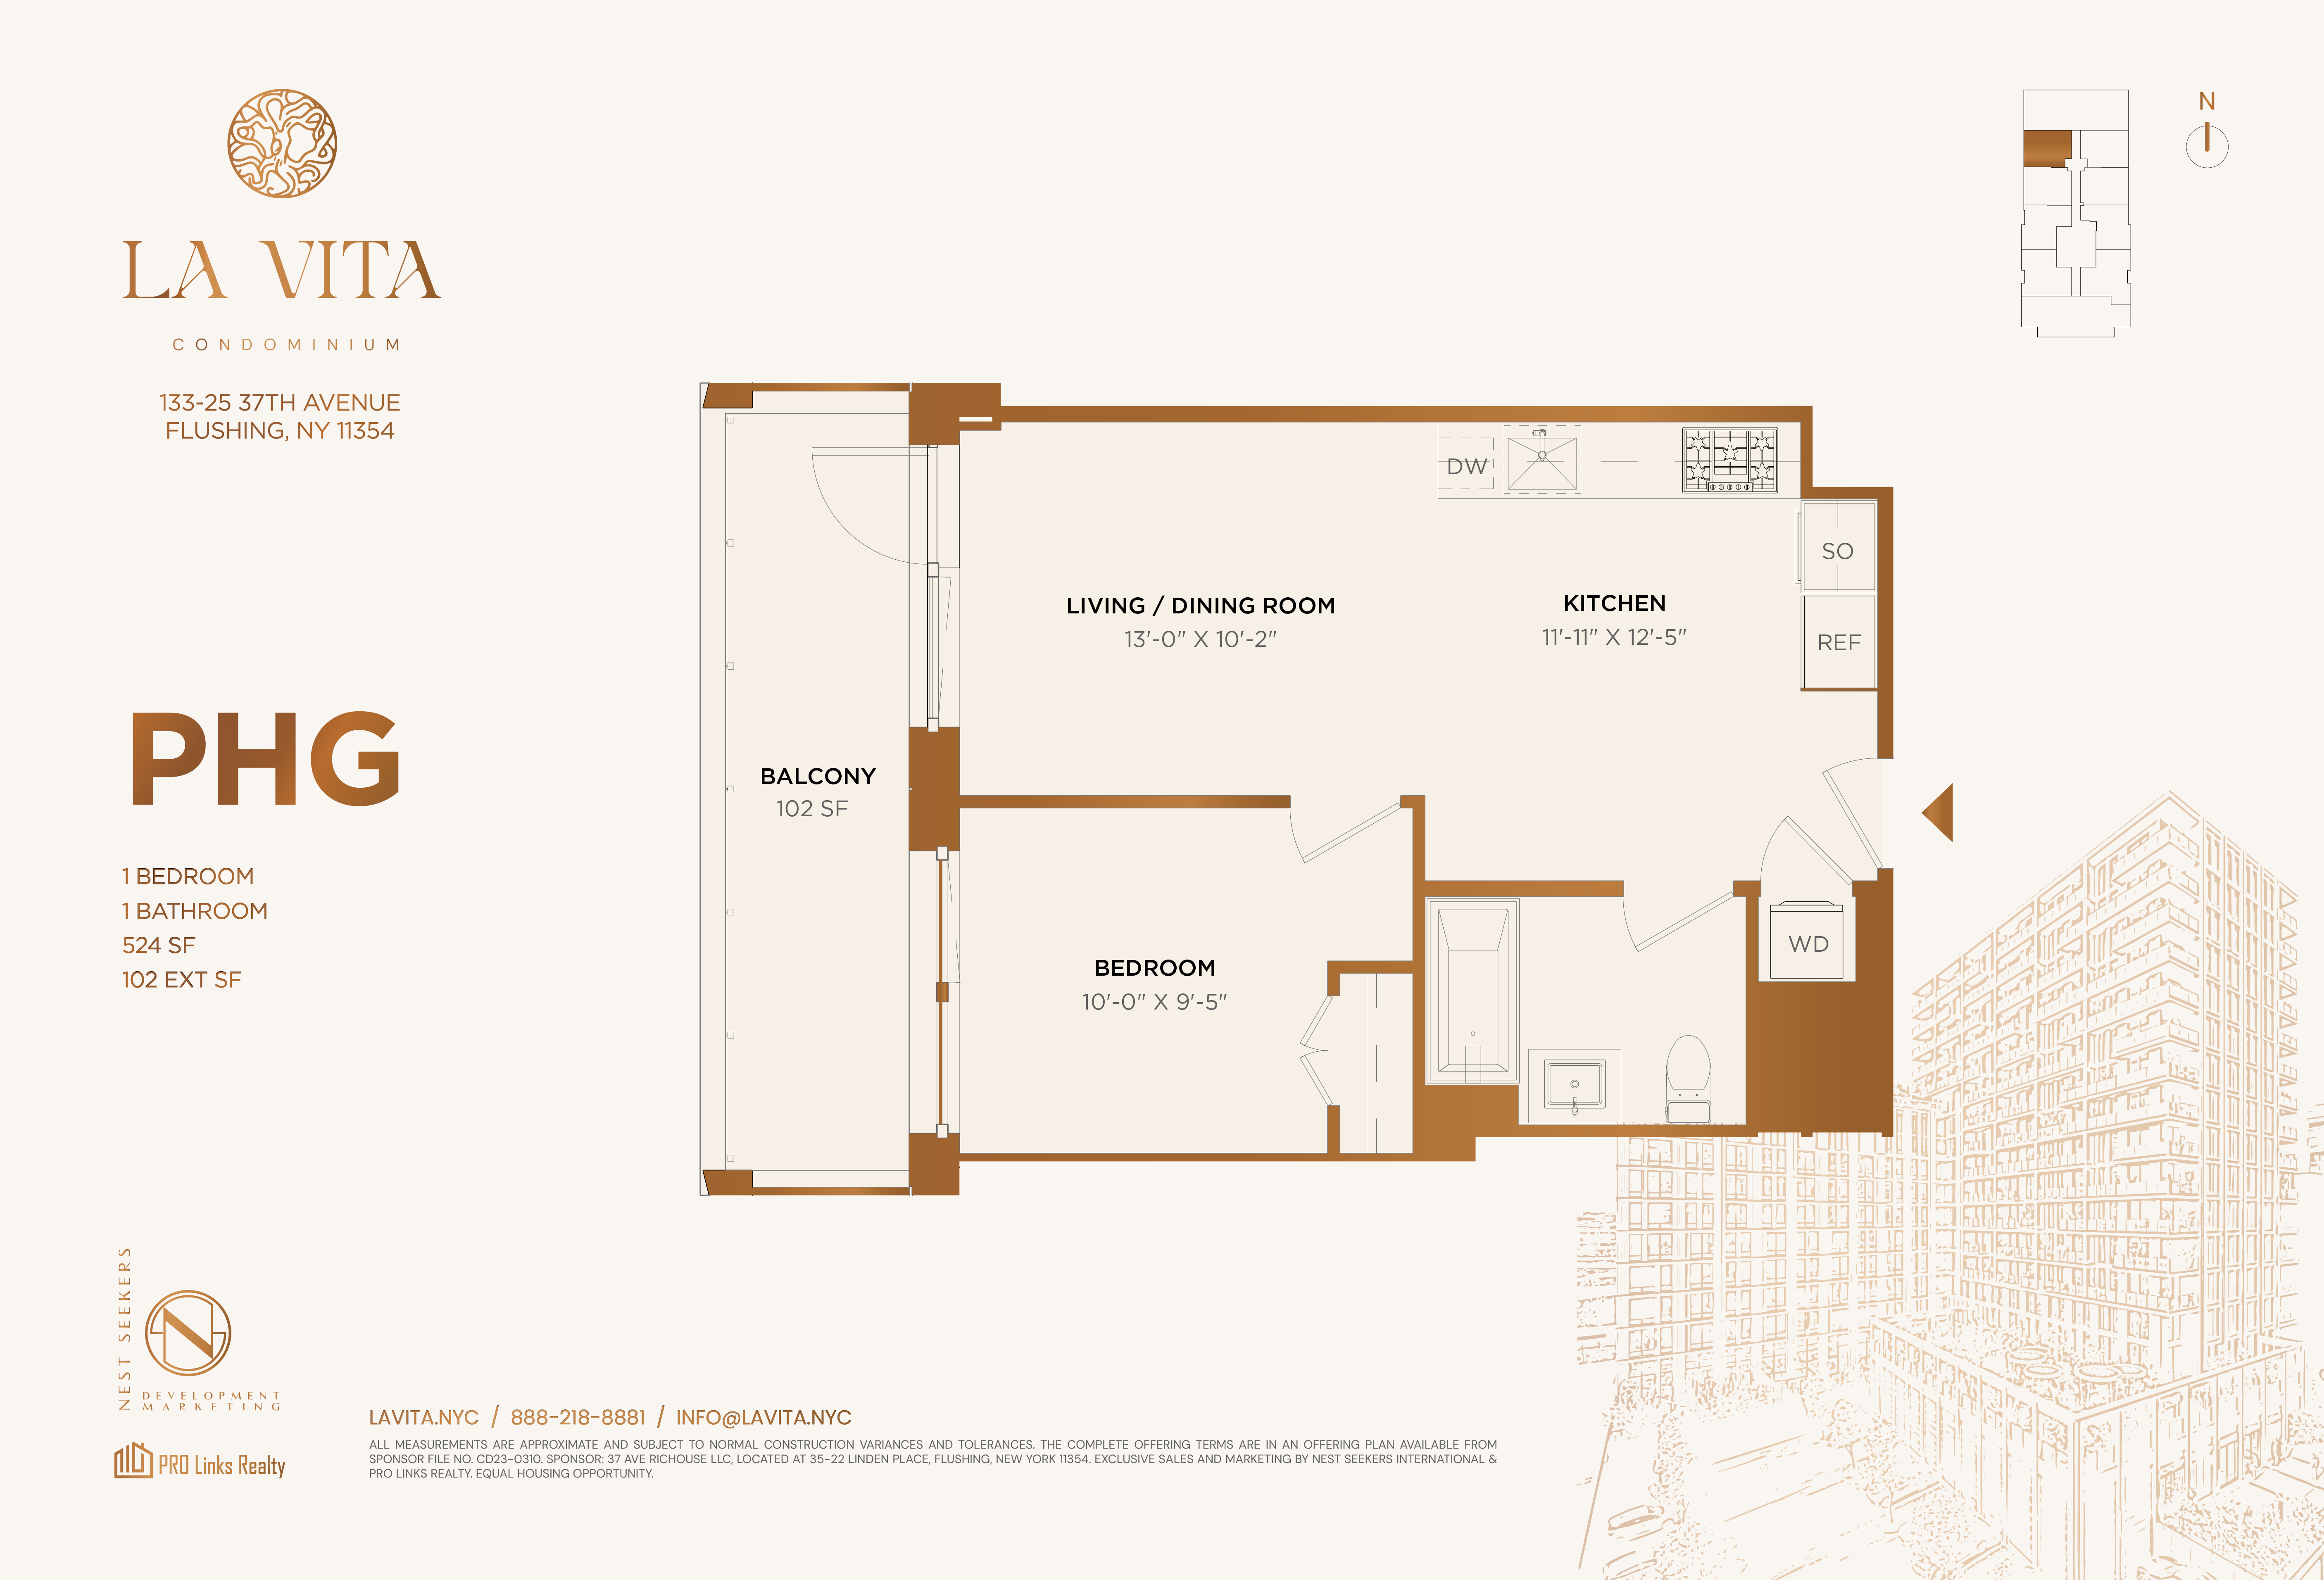 LA VITA
CONDOMINIUM
133-25 37TH AVENUE
FLUSHING, NY 11354
PHG
1 BEDROOM
1 BATHROOM
524 SF
102 EXT SF
N
DW
SO
REF
LIVING / DINING ROOM
13'-0" X 10'-2"
KITCHEN
11'-11" X 12'-5"
BALCONY
102 SF
BEDROOM
10'-0" X 9'-5"
WD
NEST SEEKERS
N
DEVELOPMENT
MARKETING
PRO Links Realty
LAVITA.NYC / 888-218-8881 / INFO@LAVITA.NYC
ALL MEASUREMENTS ARE APPROXIMATE AND SUBJECT TO NORMAL CONSTRUCTION VARIANCES AND TOLERANCES. THE COMPLETE OFFERING TERMS ARE IN AN OFFERING PLAN AVAILABLE FROM
SPONSOR FILE NO. CD23-0310. SPONSOR: 37 AVE RICHOUSE LLC, LOCATED AT 35-22 LINDEN PLACE, FLUSHING, NEW YORK 11354. EXCLUSIVE SALES AND MARKETING BY NEST SEEKERS INTERNATIONAL &
PRO LINKS REALTY. EQUAL HOUSING OPPORTUNITY.